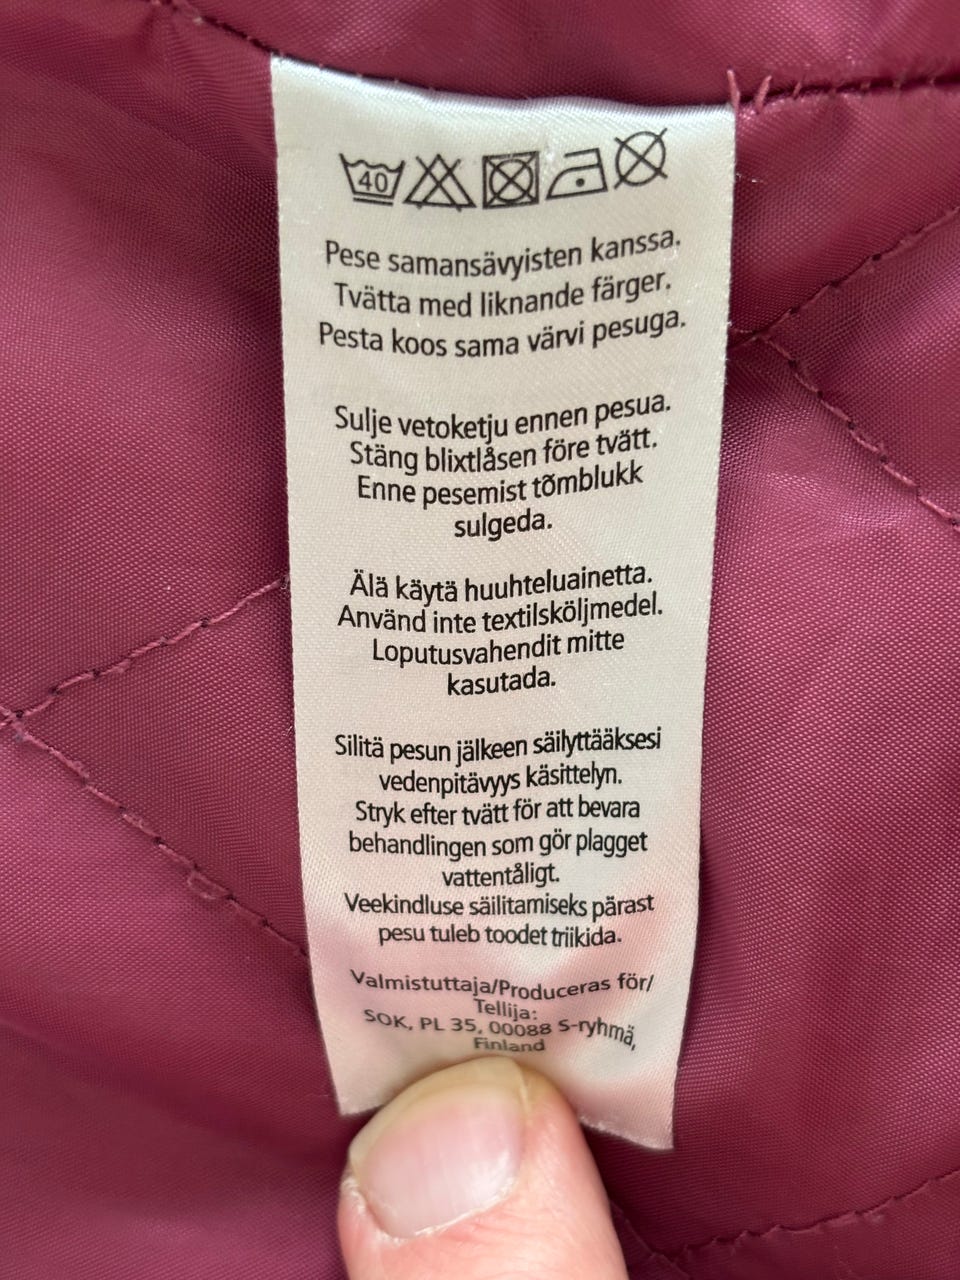 40
Pese samansävyisten kanssa.
Tvätta med liknande färger.
Pesta koos sama värvi pesuga.
Sulje vetoketju ennen pesua.
Stäng blixtlåsen före tvätt.
Enne pesemist tõmblukk
sulgeda.
Älä käytä huuhteluainetta.
Använd inte textilsköljmedel.
Loputusvahendit mitte
kasutada.
Silitä pesun jälkeen säilyttääksesi
vedenpitävyys käsittelyn.
Stryk efter tvätt för att bevara
behandlingen som gör plagget
vattentåligt.
Veekindluse säilitamiseks pärast
pesu tuleb toodet triikida.
Valmistuttaja/Produceras för/
Tellija:
SOK, PL 35, 00088 S-ryhmä,
Finland